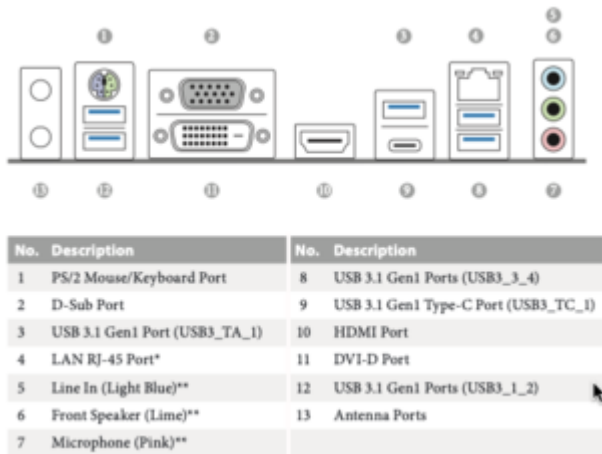 1 2 3 4 5
6
13 12 11 10 9 8 7
No. Description No. Description
1 PS/2 Mouse/Keyboard Port 8 USB 3.1 Gen1 Ports (USB3_3_4)
2 D-Sub Port 9 USB 3.1 Gen1 Type-C Port (USB3_TC_1)
3 USB 3.1 Gen1 Port (USB3_TA_1) 10 HDMI Port
4 LAN RJ-45 Port* 11 DVI-D Port
5 Line In (Light Blue)** 12 USB 3.1 Gen1 Ports (USB3_1_2)
6 Front Speaker (Lime)** 13 Antenna Ports
7 Microphone (Pink)**